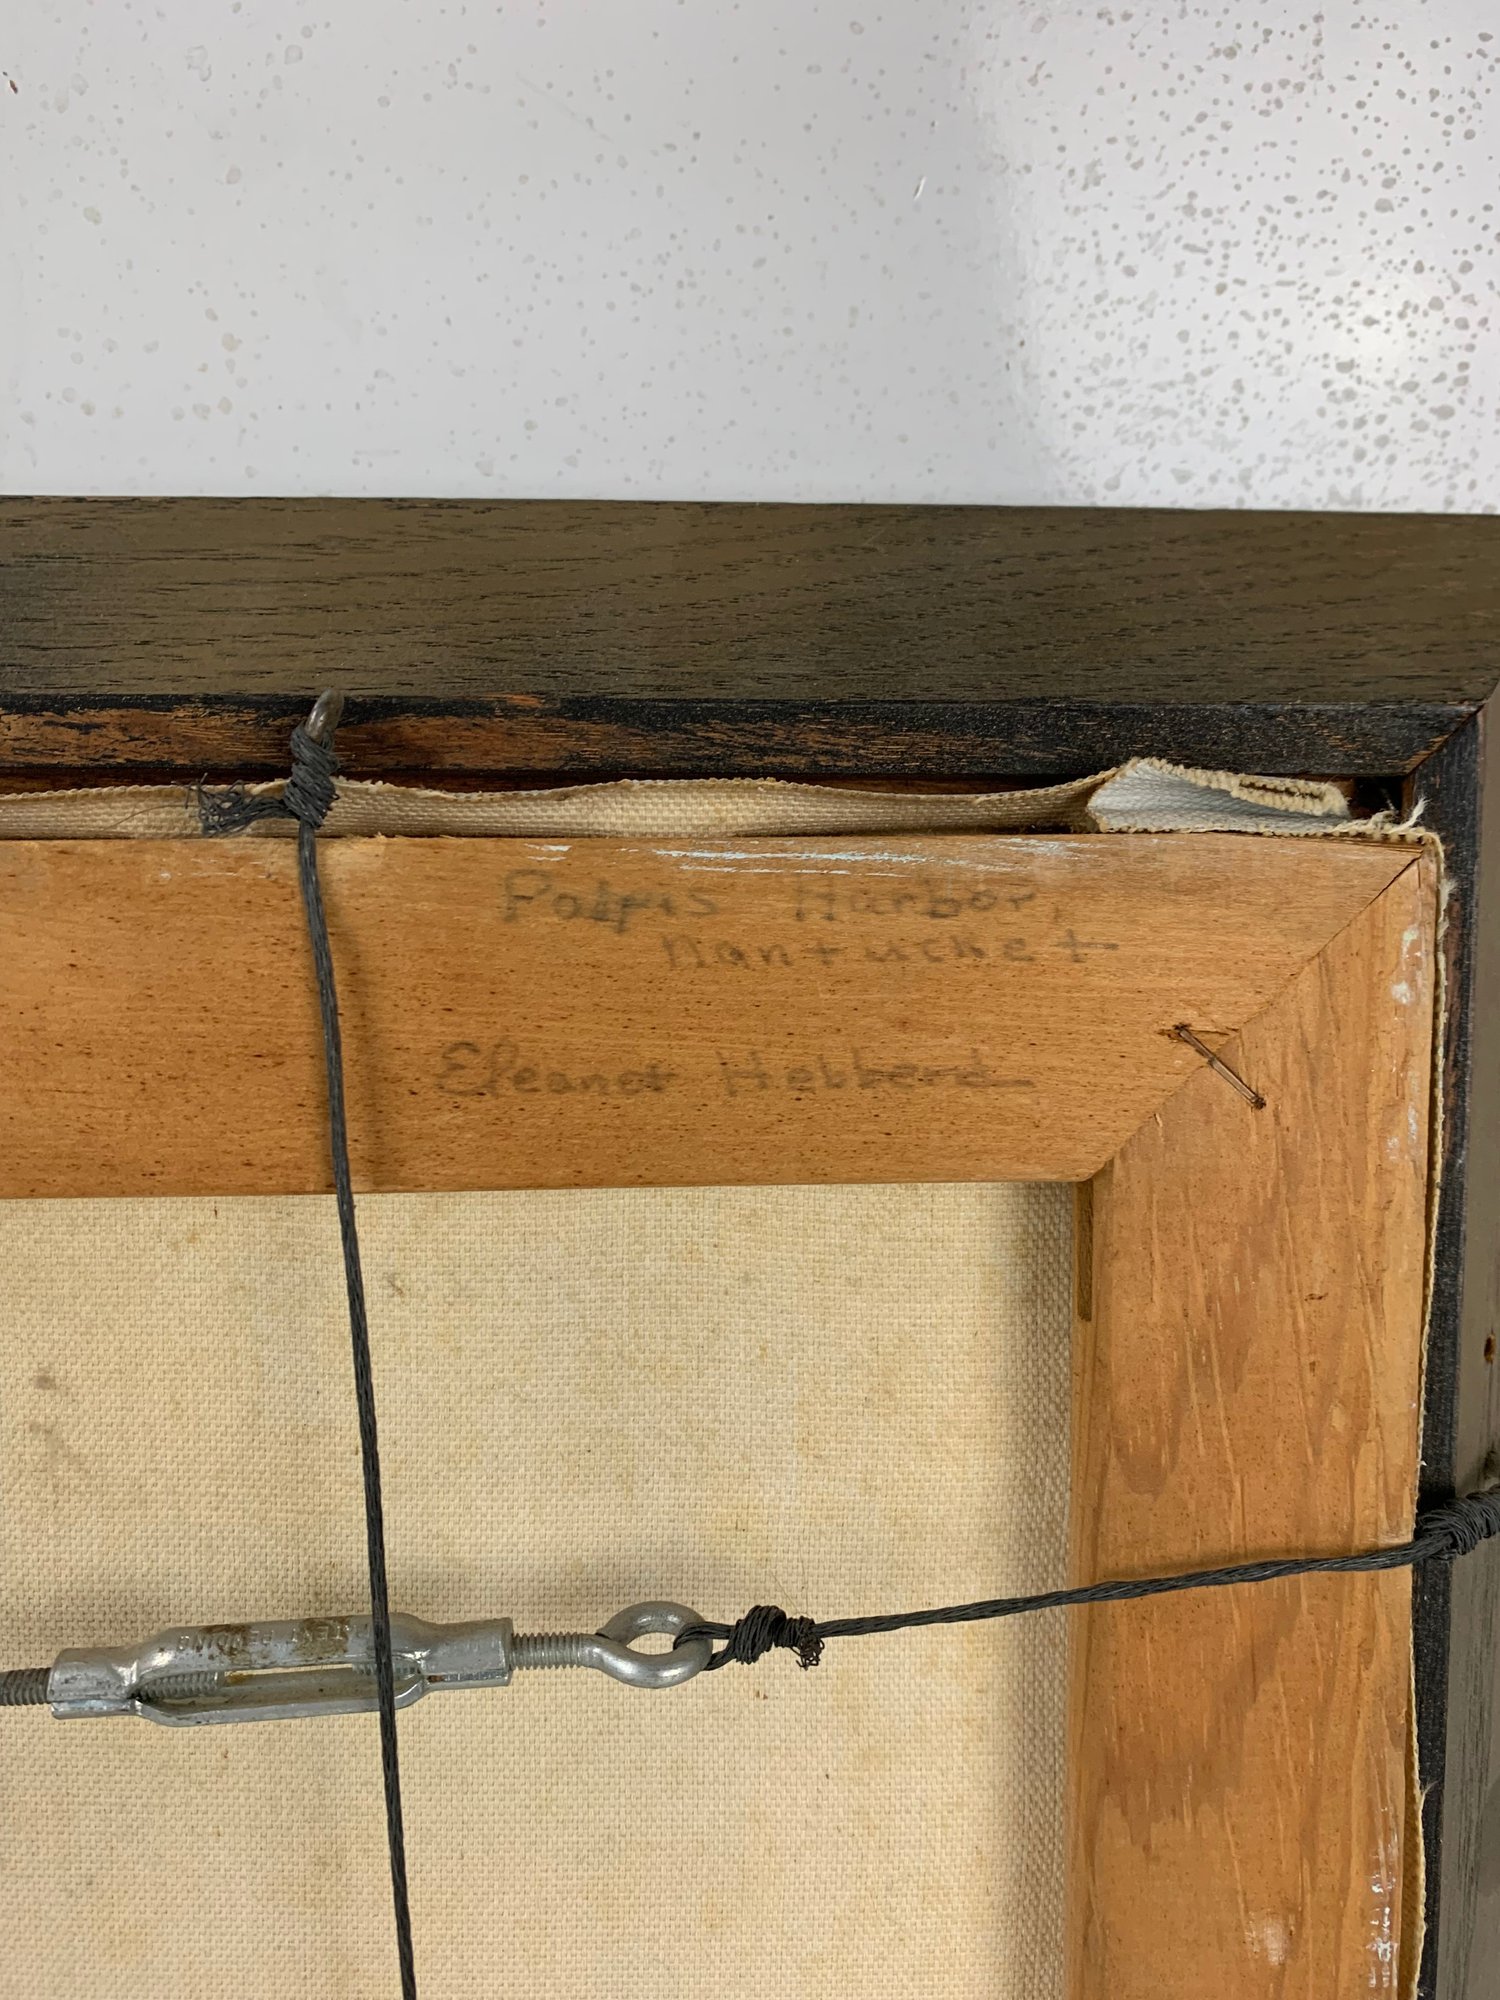 Polpis Harbor,
Nantucket
Eleanor Hebberd